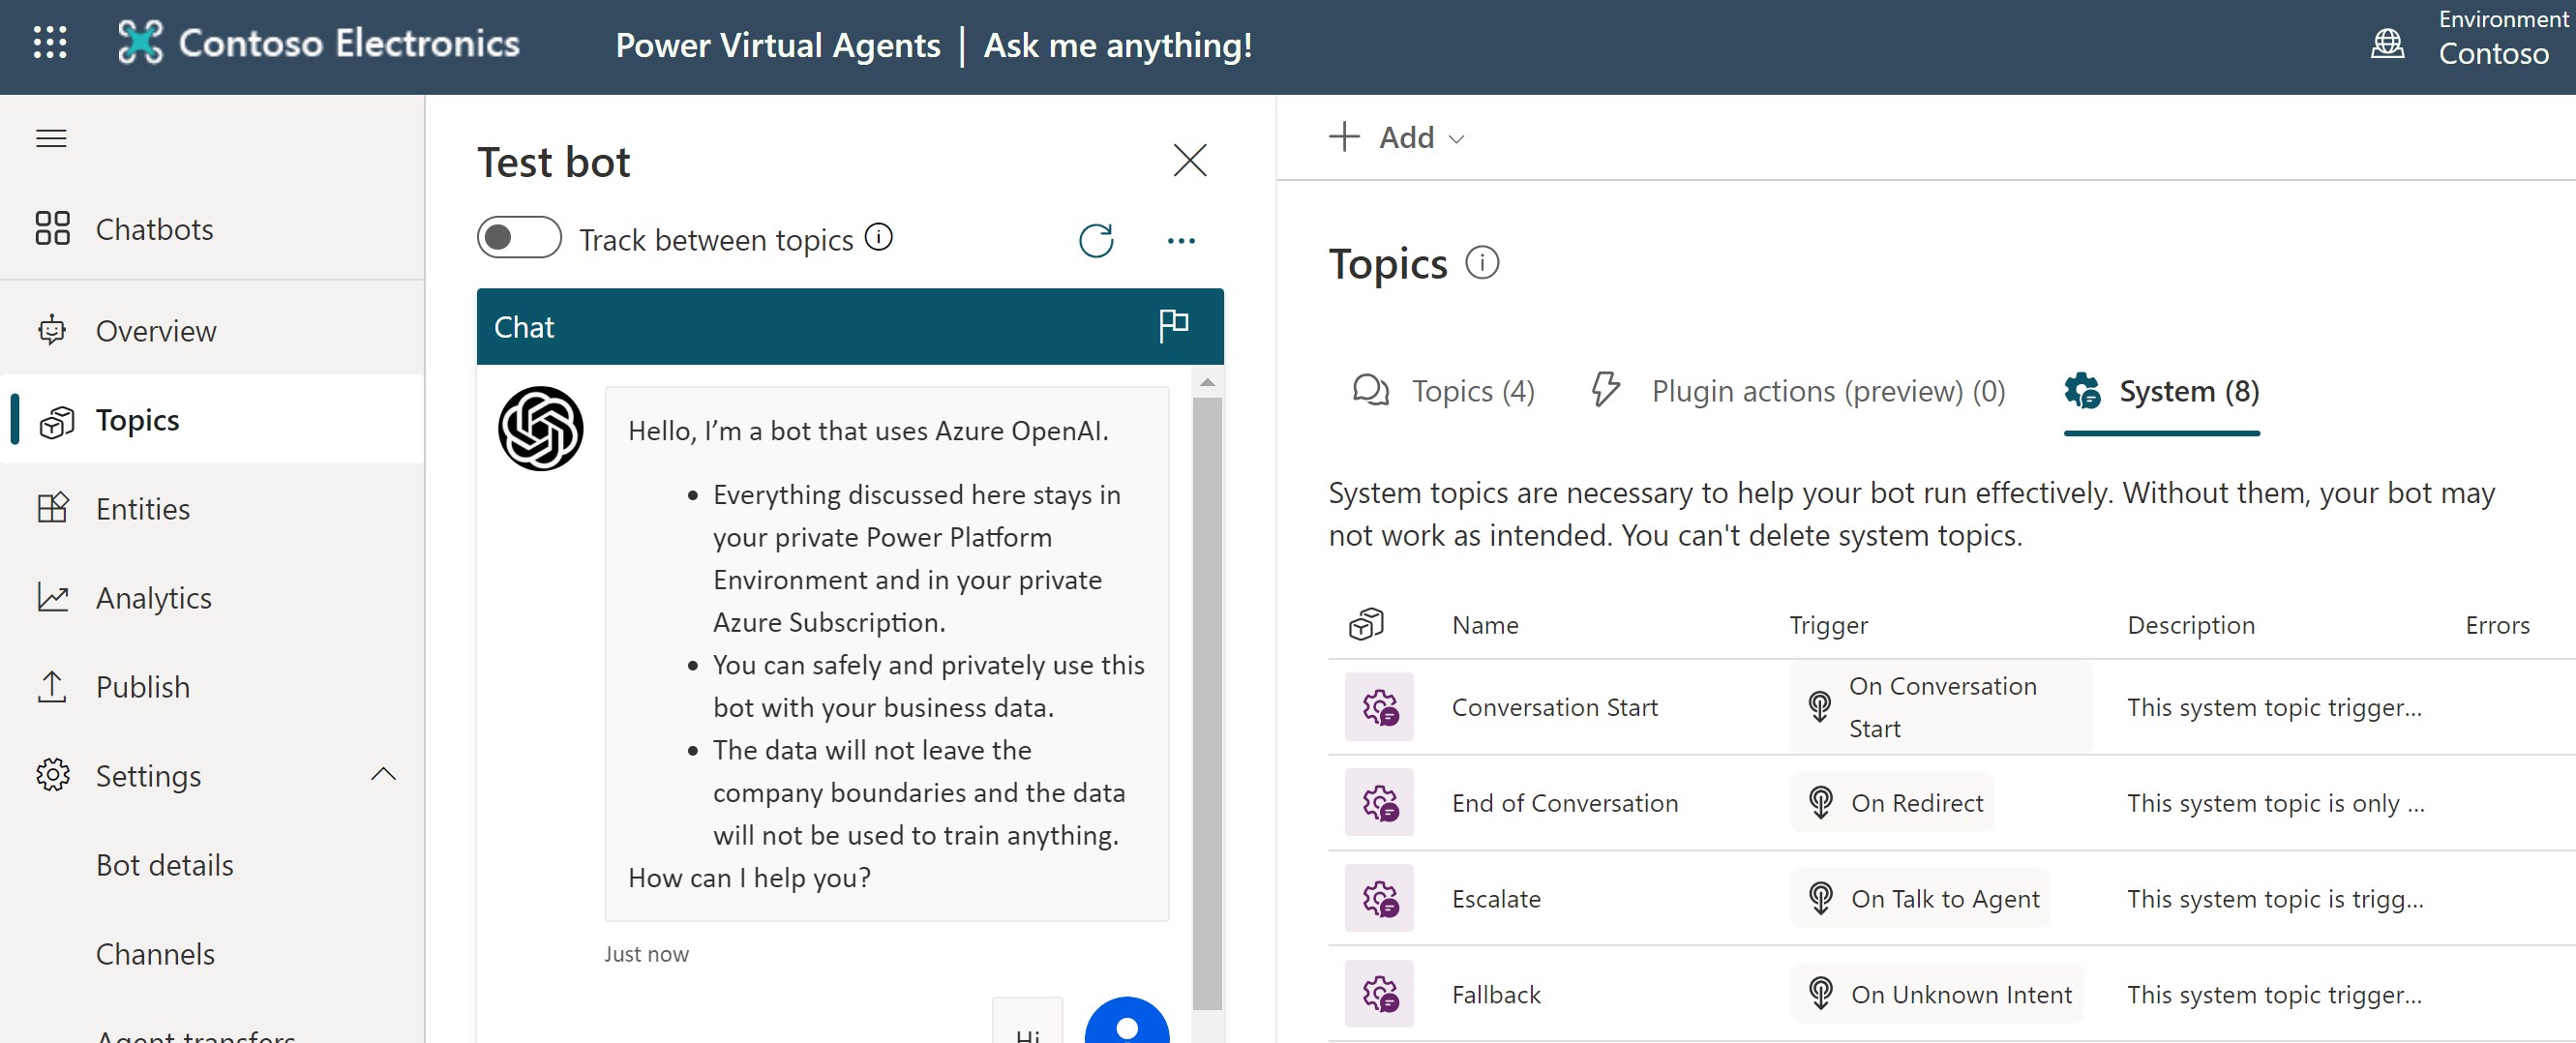 Contoso Electronics
Power Virtual Agents | Ask me anything!
Environment
Contoso
Chatbots
Overview
Topics
Entities
Analytics
Publish
Settings
Bot details
Channels
Agent transfers
Test bot
Track between topics
Chat
Hello, I’m a bot that uses Azure OpenAI.
• Everything discussed here stays in
your private Power Platform
Environment and in your private
Azure Subscription.
• You can safely and privately use this
bot with your business data.
• The data will not leave the
company boundaries and the data
will not be used to train anything.
How can I help you?
Just now
Hi
Add
Topics
Topics (4)
Plugin actions (preview) (0)
System (8)
System topics are necessary to help your bot run effectively. Without them, your bot may
not work as intended. You can't delete system topics.
Name Trigger Description Errors
Conversation Start On Conversation Start This system topic trigger...
End of Conversation On Redirect This system topic is only ...
Escalate On Talk to Agent This system topic is trigg...
Fallback On Unknown Intent This system topic trigger...